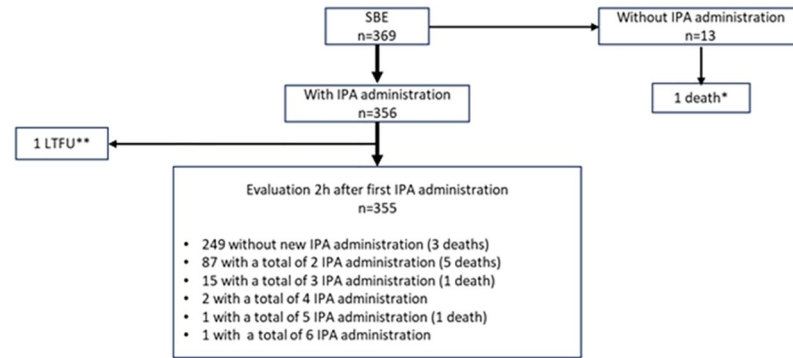 SBE
n=369
Without IPA administration
n=13
1 death*
With IPA administration
n=356
1 LTFU**
Evaluation 2h after first IPA administration
n=355
• 249 without new IPA administration (3 deaths)
• 87 with a total of 2 IPA administration (5 deaths)
• 15 with a total of 3 IPA administration (1 death)
• 2 with a total of 4 IPA administration
• 1 with a total of 5 IPA administration (1 death)
• 1 with a total of 6 IPA administration